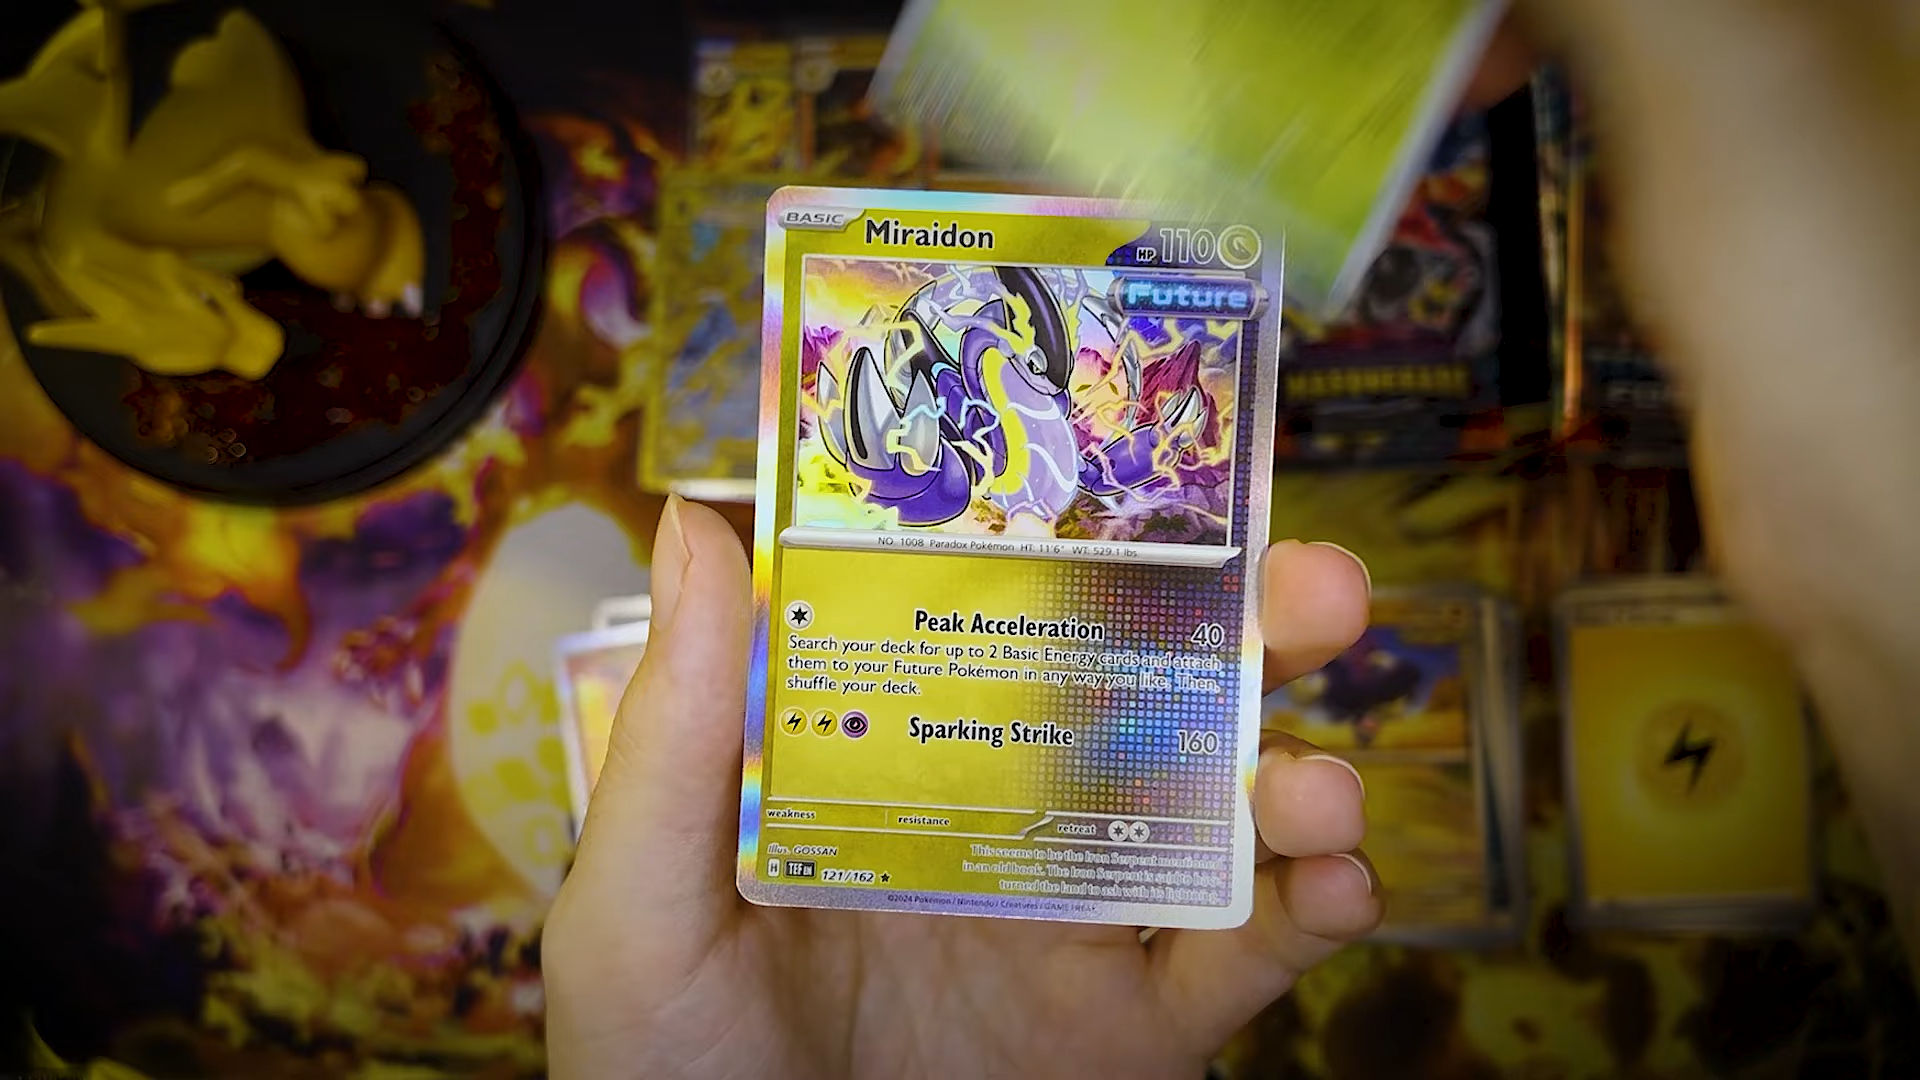 BASIC
Miraidon
HP 110
Future
NO. 1008 Paradox Pokémon HT: 11'6" WT: 529.1 lbs.
Peak Acceleration 40
Search your deck for up to 2 Basic Energy cards and attach
them to your Future Pokémon in any way you like. Then,
shuffle your deck.
Sparking Strike 160
weakness resistance retreat
Illus. GOSSAN
This seems to be the Iron Serpent mentioned
in an old book. The Iron Serpent is said to have
turned the land to ash with its lightning.
H TEF EN 121/162 ★
©2024 Pokémon / Nintendo / Creatures / GAME FREAK